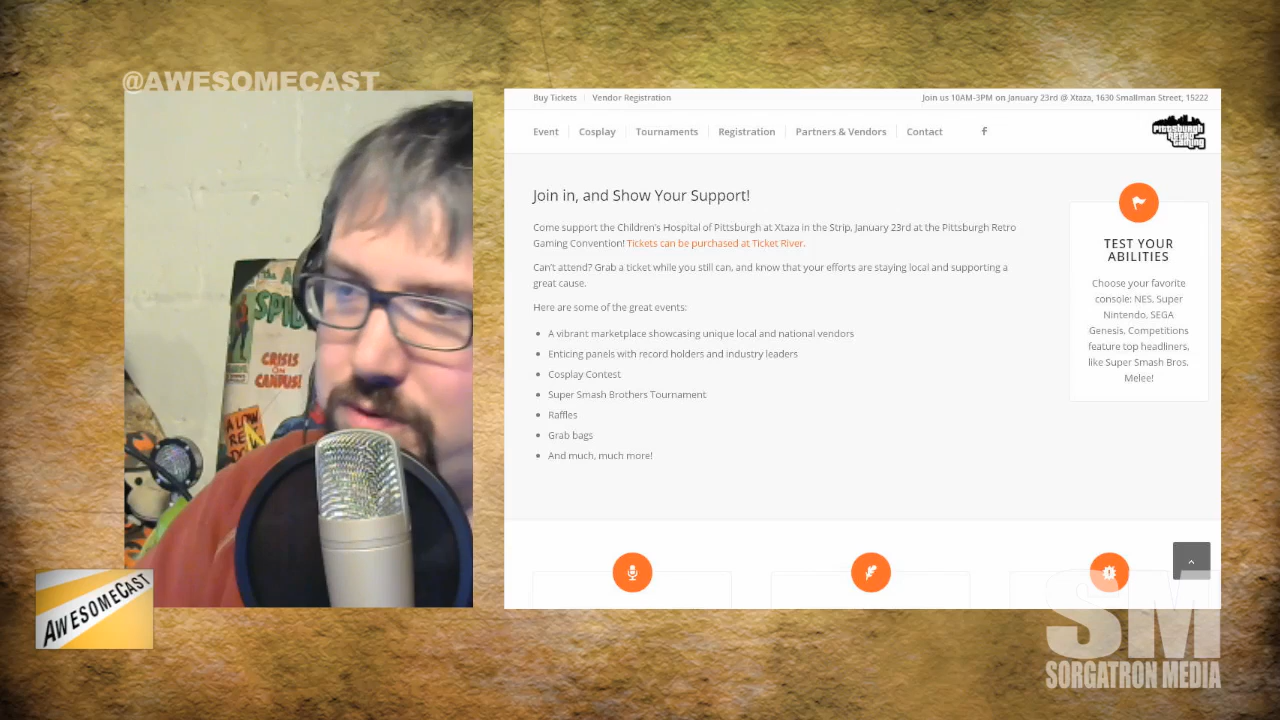 @AWESOMECAST
Buy Tickets
Vendor Registration
Join us 10AM-3PM on January 23rd @ Xtaza, 1630 Smallman Street, 15222
Event
Cosplay
Tournaments
Registration
Partners & Vendors
Contact
f
Pittsburgh
Retro
Gaming
Join in, and Show Your Support!
Come support the Children's Hospital of Pittsburgh at Xtaza in the Strip, January 23rd at the Pittsburgh Retro
Gaming Convention! Tickets can be purchased at Ticket River.
Can't attend? Grab a ticket while you still can, and know that your efforts are staying local and supporting a
great cause.
Here are some of the great events:
A vibrant marketplace showcasing unique local and national vendors
Enticing panels with record holders and industry leaders
Cosplay Contest
Super Smash Brothers Tournament
Raffles
Grab bags
And much, much more!
TEST YOUR
ABILITIES
Choose your favorite
console: NES, Super
Nintendo, SEGA
Genesis. Competitions
feature top headliners,
like Super Smash Bros.
Melee!
the
CRISIS
ON
CAMPUS!
AWESOMECAST
SM
SORGATRON MEDIA